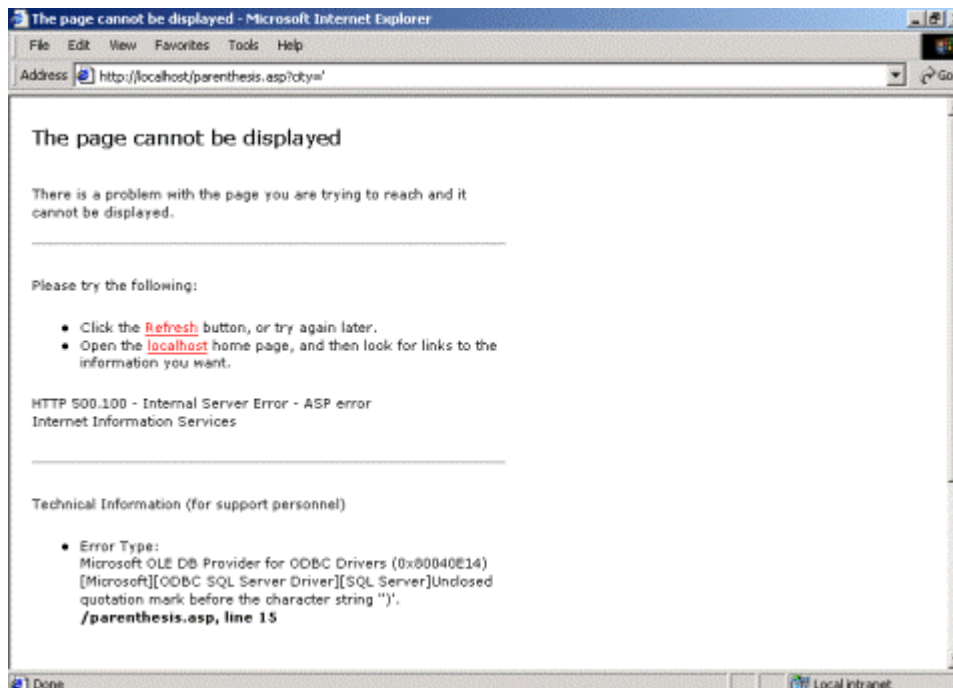 The page cannot be displayed - Microsoft Internet Explorer
File Edit View Favorites Tools Help
Address http://localhost/parenthesis.asp?city=' Go
The page cannot be displayed
There is a problem with the page you are trying to reach and it
cannot be displayed.
Please try the following:
• Click the Refresh button, or try again later.
• Open the localhost home page, and then look for links to the
information you want.
HTTP 500.100 - Internal Server Error - ASP error
Internet Information Services
Technical Information (for support personnel)
• Error Type:
Microsoft OLE DB Provider for ODBC Drivers (0x80040E14)
[Microsoft][ODBC SQL Server Driver][SQL Server]Unclosed
quotation mark before the character string '')'.
/parenthesis.asp, line 15
Done Local intranet